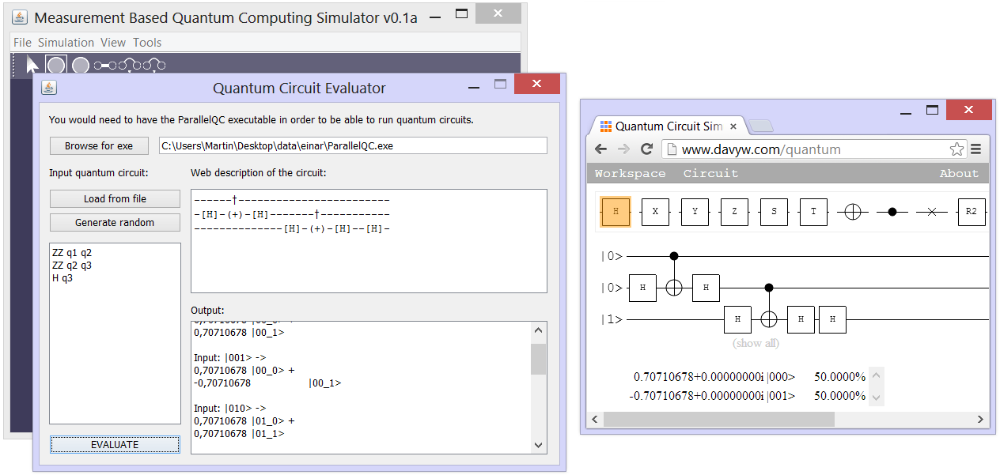 Measurement Based Quantum Computing Simulator v0.1a
File Simulation View Tools
Quantum Circuit Evaluator
You would need to have the ParallelQC executable in order to be able to run quantum circuits.
Browse for exe
C:\Users\Martin\Desktop\data\einar\ParallelQC.exe
Input quantum circuit:
Load from file
Generate random
ZZ q1 q2
ZZ q2 q3
H q3
EVALUATE
Web description of the circuit:
------†------------------------
-[H]-(+)-[H]-------†-----------
--------------[H]-(+)-[H]--[H]-
Output:
0,70710678 |00_1>
Input: |001> ->
0,70710678 |00_0> +
-0,70710678 |00_1>
Input: |010> ->
0,70710678 |01_0> +
0,70710678 |01_1>
Quantum Circuit Sim
www.davyw.com/quantum
Workspace Circuit About
H X Y Z S T R2
|0>
|0> H H
|1> H H H
(show all)
0.70710678+0.00000000i |000> 50.0000%
-0.70710678+0.00000000i |001> 50.0000%